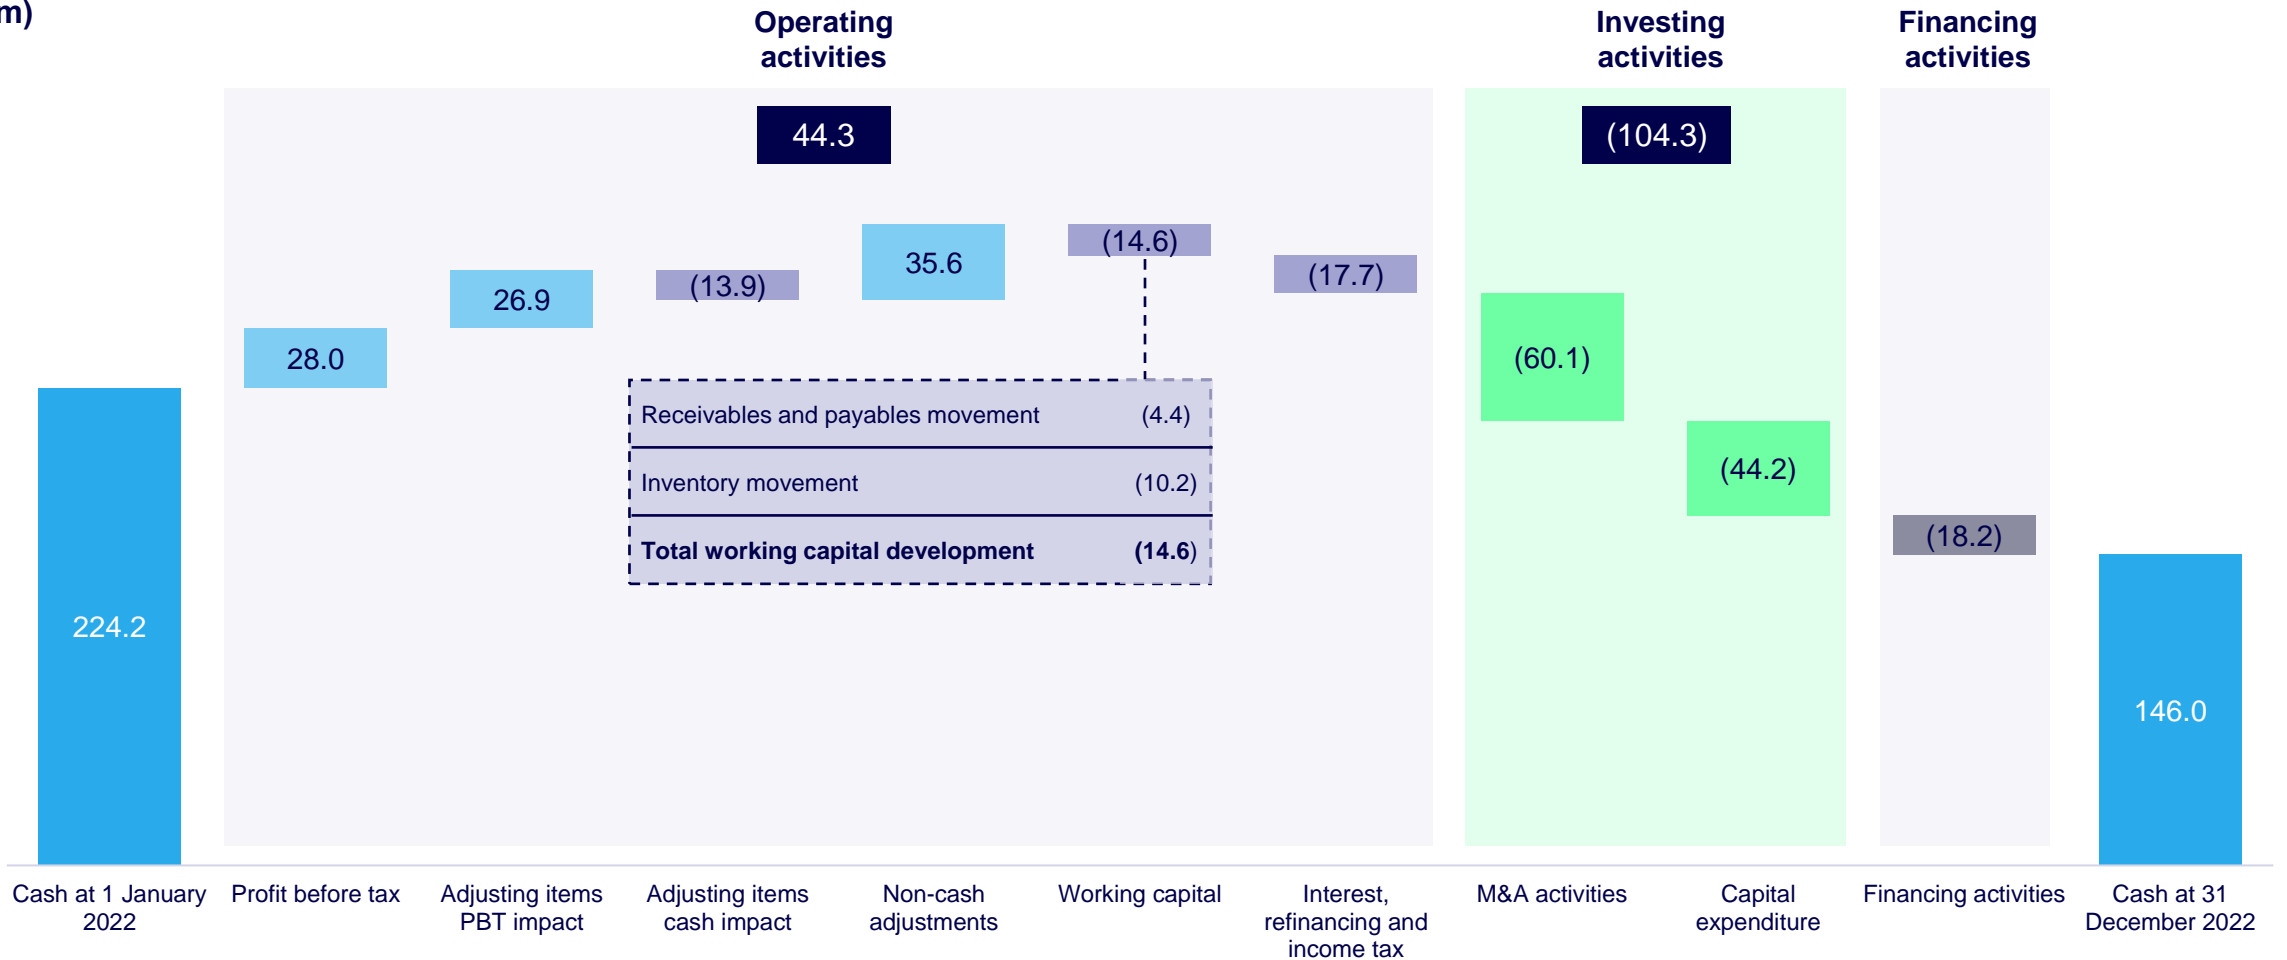 m)
Operating
activities
Investing
activities
Financing
activities
44.3
(104.3)
28.0
26.9
(13.9)
35.6
(14.6)
(17.7)
(60.1)
(44.2)
(18.2)
224.2
146.0
Receivables and payables movement (4.4)
Inventory movement (10.2)
Total working capital development (14.6)
Cash at 1 January
2022
Profit before tax
Adjusting items
PBT impact
Adjusting items
cash impact
Non-cash
adjustments
Working capital
Interest,
refinancing and
income tax
M&A activities
Capital
expenditure
Financing activities
Cash at 31
December 2022